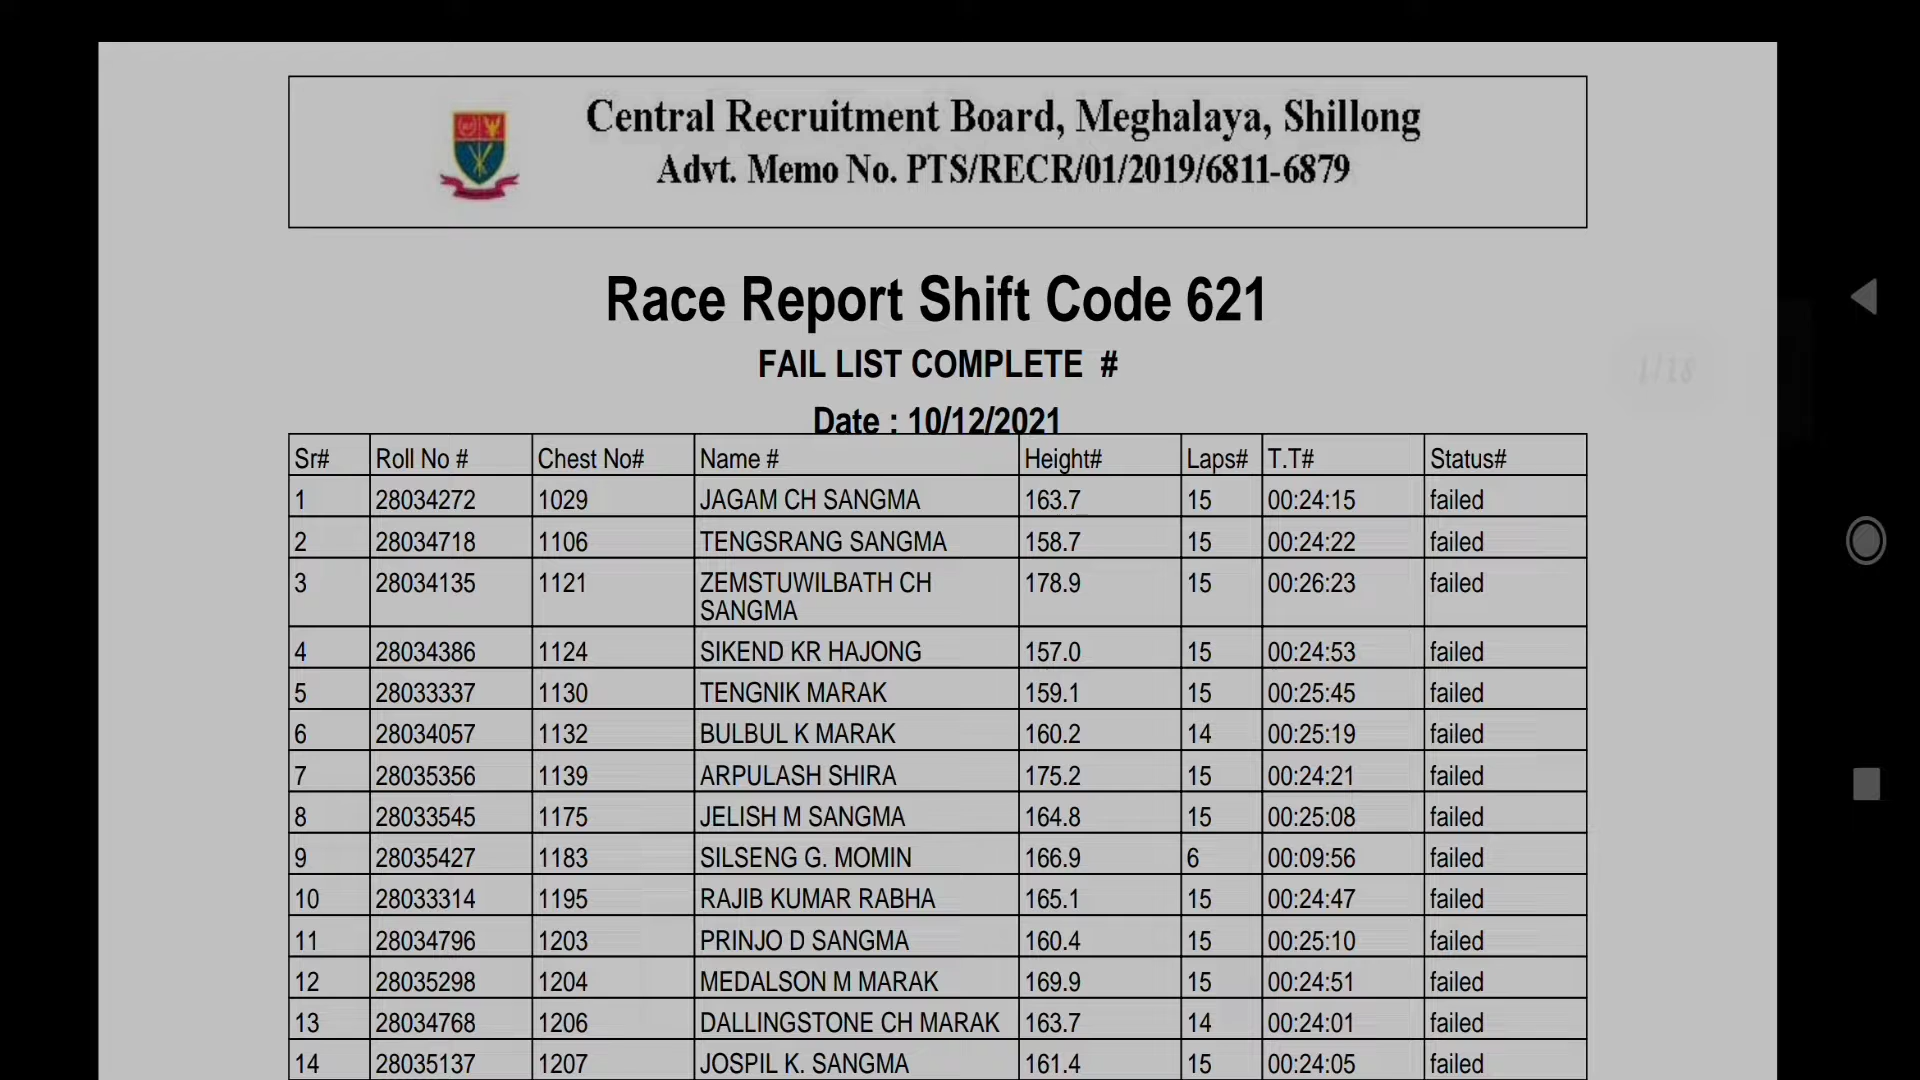 Central Recruitment Board, Meghalaya, Shillong
Advt. Memo No. PTS/RECR/01/2019/6811-6879
Race Report Shift Code 621
FAIL LIST COMPLETE #
Date : 10/12/2021
Sr# Roll No # Chest No# Name # Height# Laps# T.T# Status#
1 28034272 1029 JAGAM CH SANGMA 163.7 15 00:24:15 failed
2 28034718 1106 TENGSRANG SANGMA 158.7 15 00:24:22 failed
3 28034135 1121 ZEMSTUWILBATH CH 178.9 15 00:26:23 failed
SANGMA
4 28034386 1124 SIKEND KR HAJONG 157.0 15 00:24:53 failed
5 28033337 1130 TENGNIK MARAK 159.1 15 00:25:45 failed
6 28034057 1132 BULBUL K MARAK 160.2 14 00:25:19 failed
7 28035356 1139 ARPULASH SHIRA 175.2 15 00:24:21 failed
8 28033545 1175 JELISH M SANGMA 164.8 15 00:25:08 failed
9 28035427 1183 SILSENG G. MOMIN 166.9 6 00:09:56 failed
10 28033314 1195 RAJIB KUMAR RABHA 165.1 15 00:24:47 failed
11 28034796 1203 PRINJO D SANGMA 160.4 15 00:25:10 failed
12 28035298 1204 MEDALSON M MARAK 169.9 15 00:24:51 failed
13 28034768 1206 DALLINGSTONE CH MARAK 163.7 14 00:24:01 failed
14 28035137 1207 JOSPIL K. SANGMA 161.4 15 00:24:05 failed